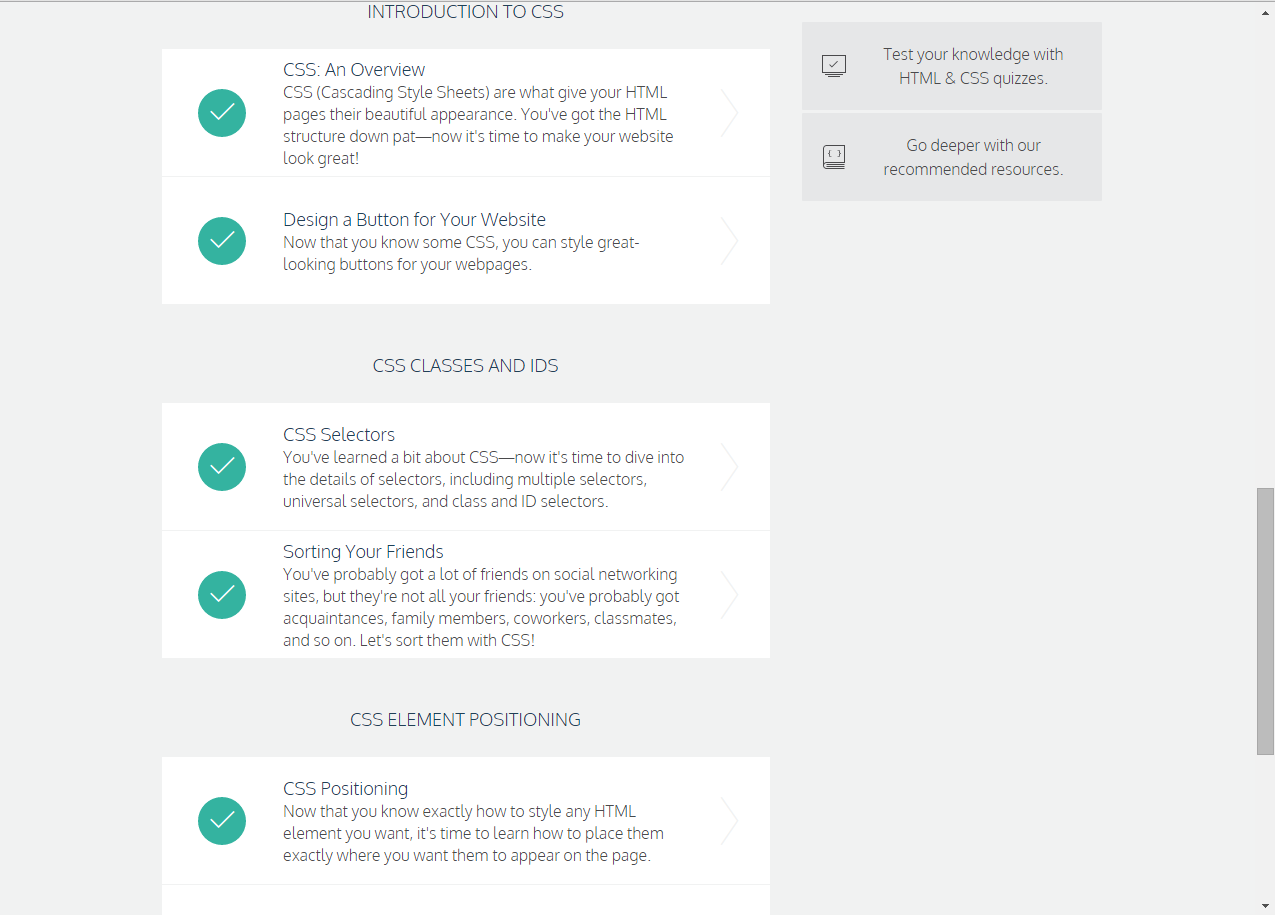 INTRODUCTION TO CSS
CSS: An Overview
CSS (Cascading Style Sheets) are what give your HTML
pages their beautiful appearance. You've got the HTML
structure down pat—now it's time to make your website
look great!
Design a Button for Your Website
Now that you know some CSS, you can style great-
looking buttons for your webpages.
CSS CLASSES AND IDS
CSS Selectors
You've learned a bit about CSS—now it's time to dive into
the details of selectors, including multiple selectors,
universal selectors, and class and ID selectors.
Sorting Your Friends
You've probably got a lot of friends on social networking
sites, but they're not all your friends: you've probably got
acquaintances, family members, coworkers, classmates,
and so on. Let's sort them with CSS!
CSS ELEMENT POSITIONING
CSS Positioning
Now that you know exactly how to style any HTML
element you want, it's time to learn how to place them
exactly where you want them to appear on the page.
Test your knowledge with
HTML & CSS quizzes.
Go deeper with our
recommended resources.